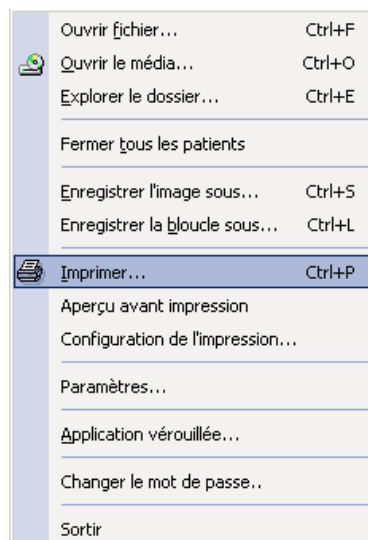 Ouvrir fichier... Ctrl+F
Ouvrir le média... Ctrl+O
Explorer le dossier... Ctrl+E
Fermer tous les patients
Enregistrer l'image sous... Ctrl+S
Enregistrer la bloucle sous... Ctrl+L
Imprimer... Ctrl+P
Aperçu avant impression
Configuration de l'impression...
Paramètres...
Application vérouillée...
Changer le mot de passe..
Sortir